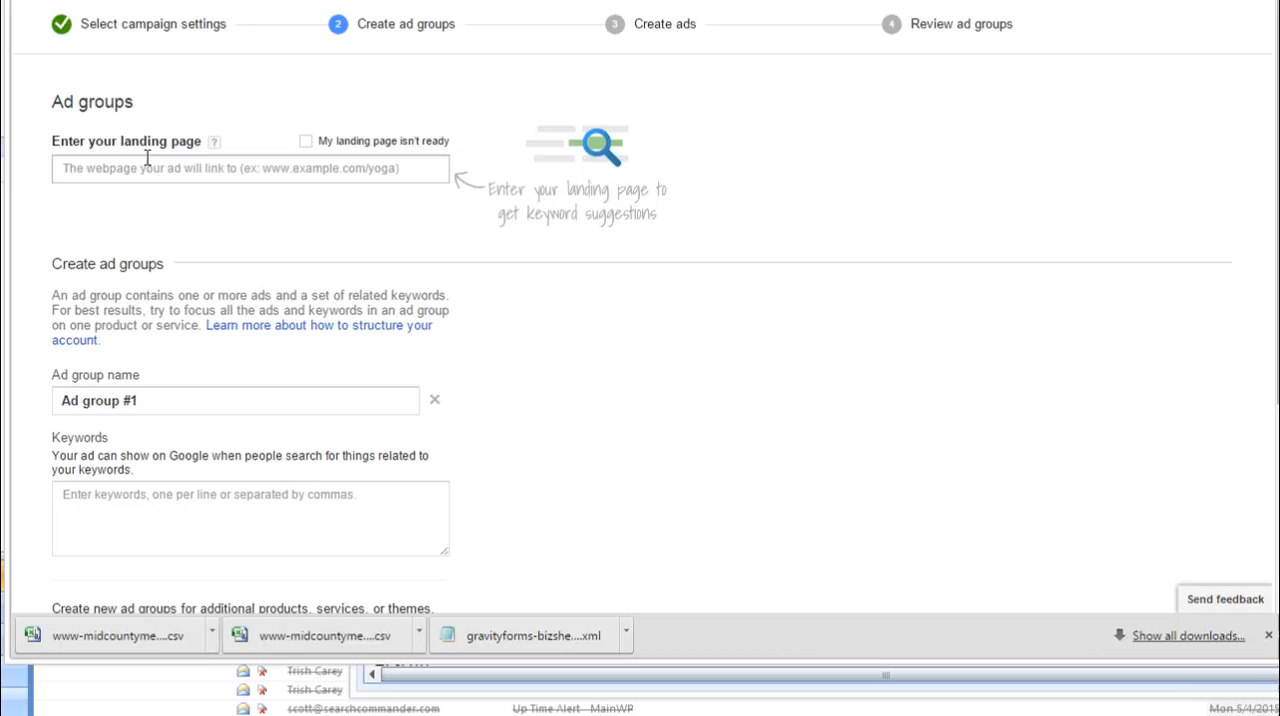 Select campaign settings 2 Create ad groups 3 Create ads 4 Review ad groups
Ad groups
Enter your landing page ? My landing page isn't ready
The webpage your ad will link to (ex: www.example.com/yoga)
Enter your landing page to
get keyword suggestions
Create ad groups
An ad group contains one or more ads and a set of related keywords.
For best results, try to focus all the ads and keywords in an ad group
on one product or service. Learn more about how to structure your
account.
Ad group name
Ad group #1
Keywords
Your ad can show on Google when people search for things related to
your keywords.
Enter keywords, one per line or separated by commas.
Create new ad groups for additional products, services, or themes.
Send feedback
www-midcountyme....csv www-midcountyme....csv gravityforms-bizshe....xml Show all downloads...
Trish Carey
Trish Carey
scott@searchcommander.com Up Time Alert - MainWP Mon 5/4/2015